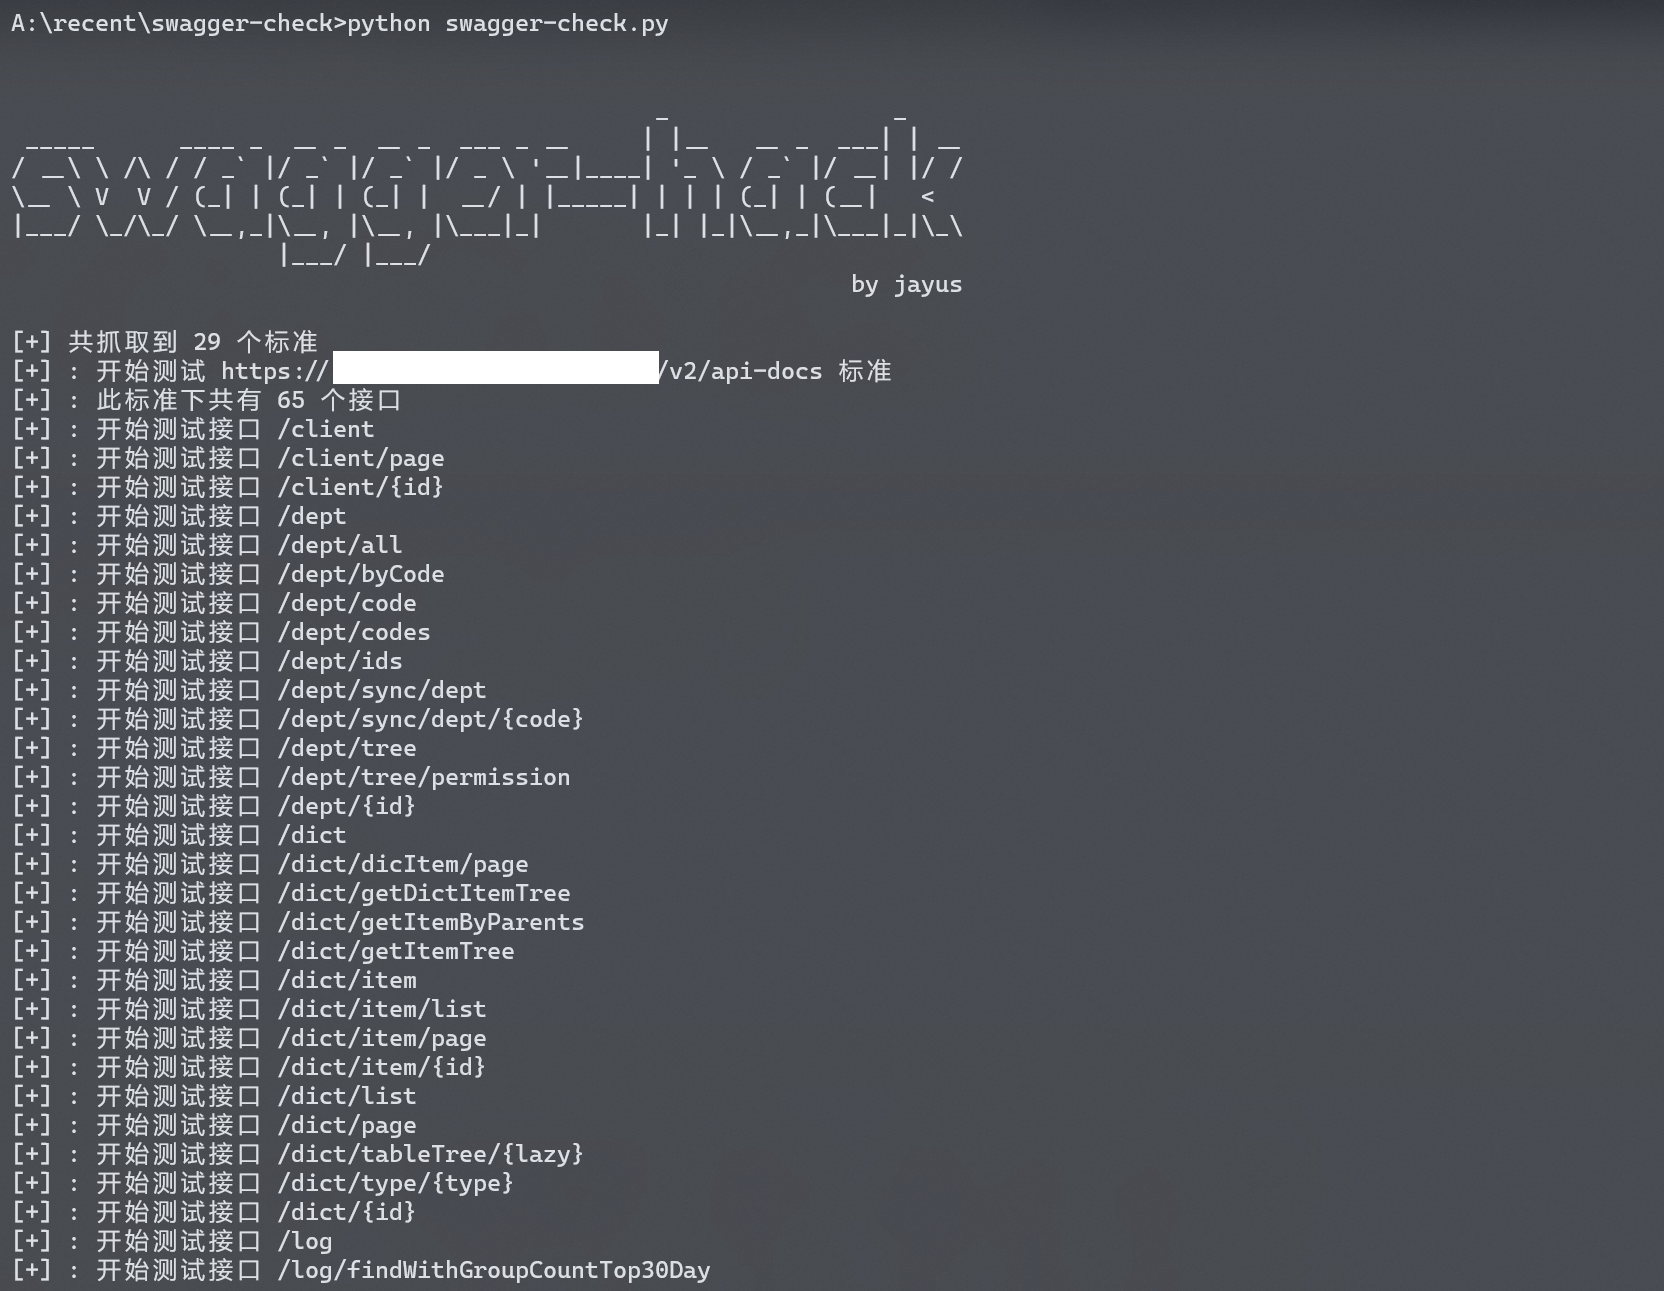 A:\recent\swagger-check>python swagger-check.py
                                              _                _
 _____      ____ _  __ _  __ _  ___ _ __     | |__   __ _  ___| | __
/ __\ \ /\ / / _` |/ _` |/ _` |/ _ \ '__|____| '_ \ / _` |/ __| |/ /
\__ \ V  V / (_| | (_| | (_| |  __/ | |_____| | | | (_| | (__|   <
|___/ \_/\_/ \__,_|\__, |\__, |\___|_|       |_| |_|\__,_|\___|_|\_\
                   |___/ |___/
by jayus
[+] 共抓取到 29 个标准
[+] : 开始测试 https:// /v2/api-docs 标准
[+] : 此标准下共有 65 个接口
[+] : 开始测试接口 /client
[+] : 开始测试接口 /client/page
[+] : 开始测试接口 /client/{id}
[+] : 开始测试接口 /dept
[+] : 开始测试接口 /dept/all
[+] : 开始测试接口 /dept/byCode
[+] : 开始测试接口 /dept/code
[+] : 开始测试接口 /dept/codes
[+] : 开始测试接口 /dept/ids
[+] : 开始测试接口 /dept/sync/dept
[+] : 开始测试接口 /dept/sync/dept/{code}
[+] : 开始测试接口 /dept/tree
[+] : 开始测试接口 /dept/tree/permission
[+] : 开始测试接口 /dept/{id}
[+] : 开始测试接口 /dict
[+] : 开始测试接口 /dict/dicItem/page
[+] : 开始测试接口 /dict/getDictItemTree
[+] : 开始测试接口 /dict/getItemByParents
[+] : 开始测试接口 /dict/getItemTree
[+] : 开始测试接口 /dict/item
[+] : 开始测试接口 /dict/item/list
[+] : 开始测试接口 /dict/item/page
[+] : 开始测试接口 /dict/item/{id}
[+] : 开始测试接口 /dict/list
[+] : 开始测试接口 /dict/page
[+] : 开始测试接口 /dict/tableTree/{lazy}
[+] : 开始测试接口 /dict/type/{type}
[+] : 开始测试接口 /dict/{id}
[+] : 开始测试接口 /log
[+] : 开始测试接口 /log/findWithGroupCountTop30Day